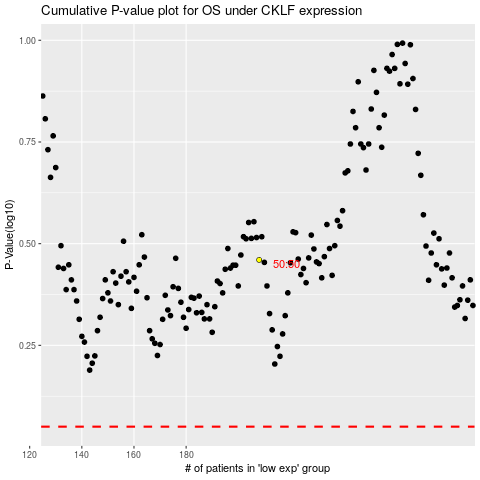 Cumulative P-value plot for OS under CKLF expression
P-Value(log10)
1.00
0.75
0.50
0.25
50:50
120 140 160 180
# of patients in 'low exp' group